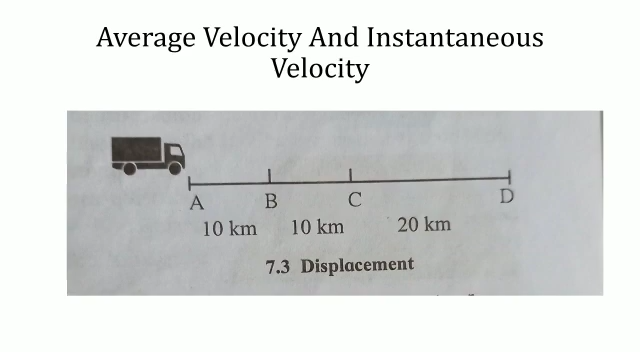 Average Velocity And Instantaneous
Velocity
A B C D
10 km 10 km 20 km
7.3 Displacement